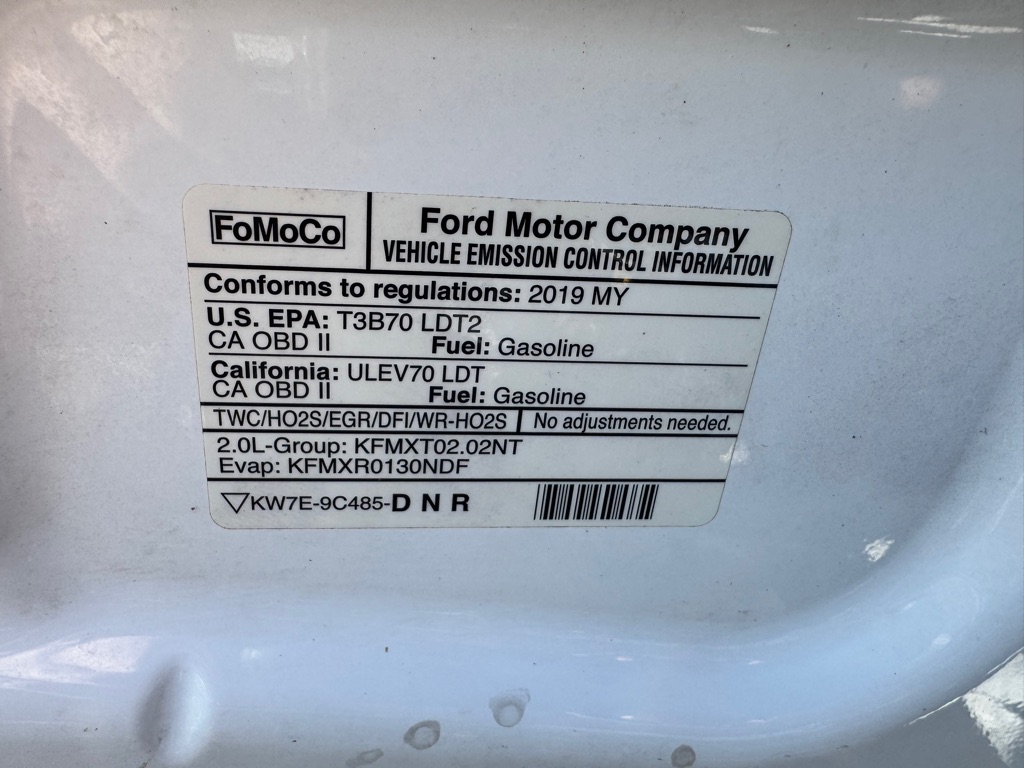 FoMoCo
Ford Motor Company
VEHICLE EMISSION CONTROL INFORMATION
Conforms to regulations: 2019 MY
U.S. EPA: T3B70 LDT2
CA OBD II Fuel: Gasoline
California: ULEV70 LDT
CA OBD II Fuel: Gasoline
TWC/HO2S/EGR/DFI/WR-HO2S No adjustments needed.
2.0L-Group: KFMXT02.02NT
Evap: KFMXR0130NDF
KW7E-9C485-D N R